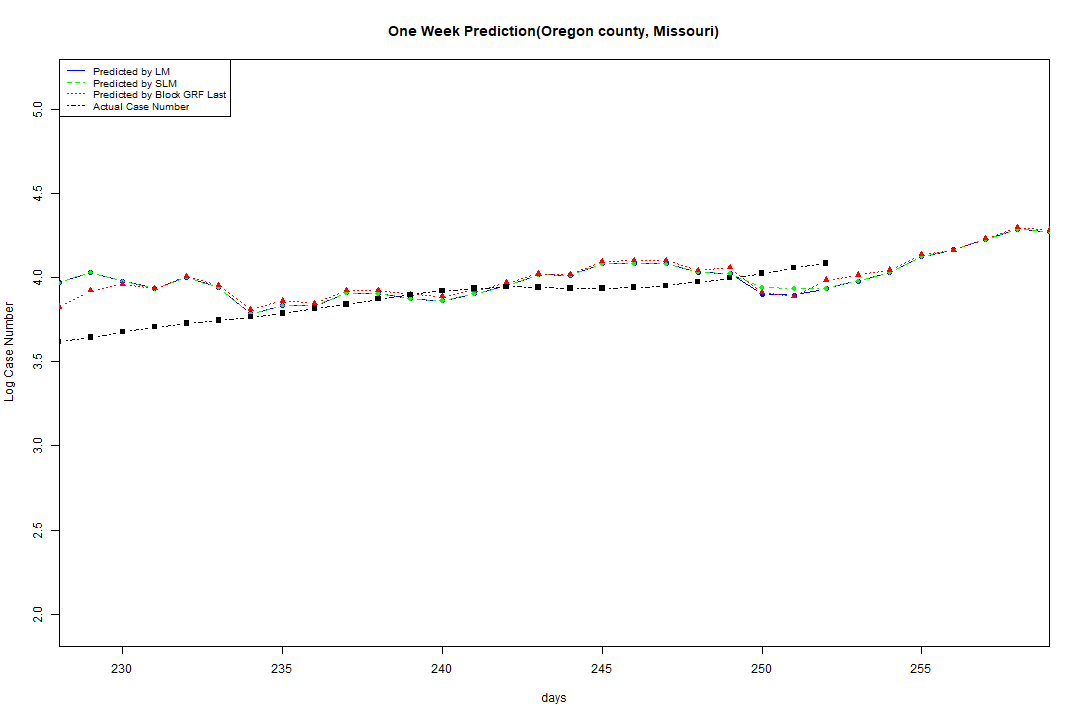 One Week Prediction(Oregon county, Missouri)
Predicted by LM
Predicted by SLM
Predicted by Block GRF Last
Actual Case Number
5.0
4.5
4.0
3.5
3.0
2.5
2.0
Log Case Number
230 235 240 245 250 255
days